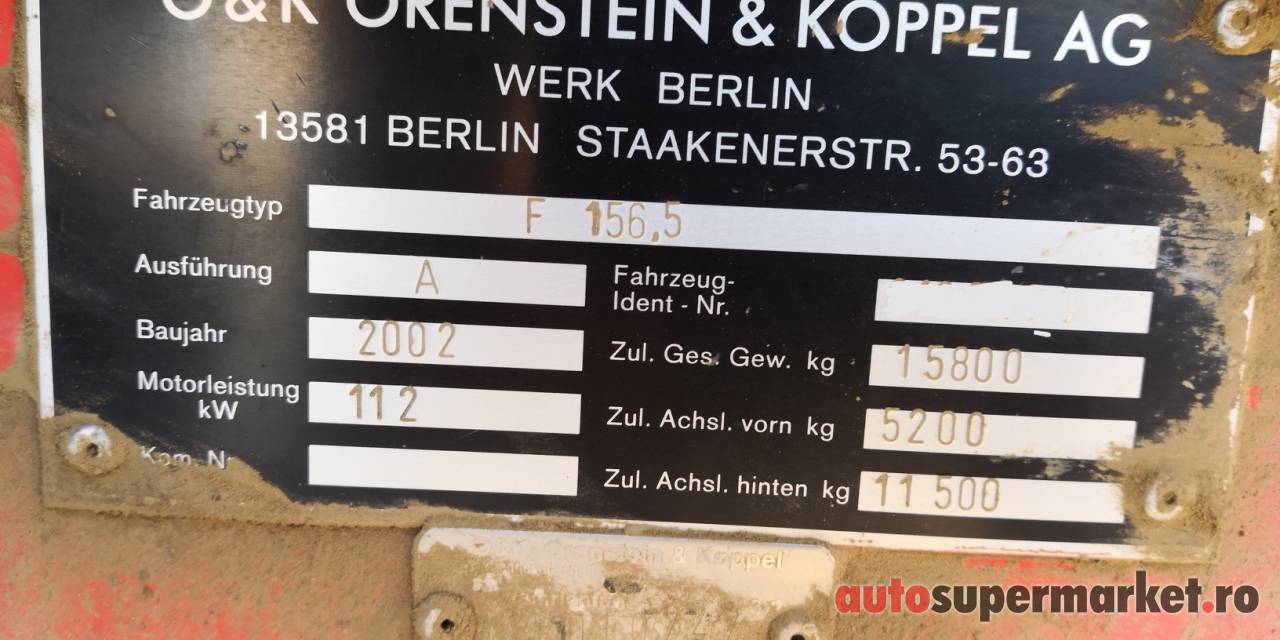 O&K ORENSTEIN & KOPPEL AG
WERK BERLIN
13581 BERLIN STAAKENERSTR. 53-63
Fahrzeugtyp F 156,5
Ausführung A Fahrzeug-
Ident - Nr.
Baujahr 2002 Zul. Ges. Gew. kg 15800
Motorleistung
kW 112 Zul. Achsl. vorn kg 5200
Kom. Nr Zul. Achsl. hinten kg 11 500
Orenstein & Koppel
autosupermarket.ro